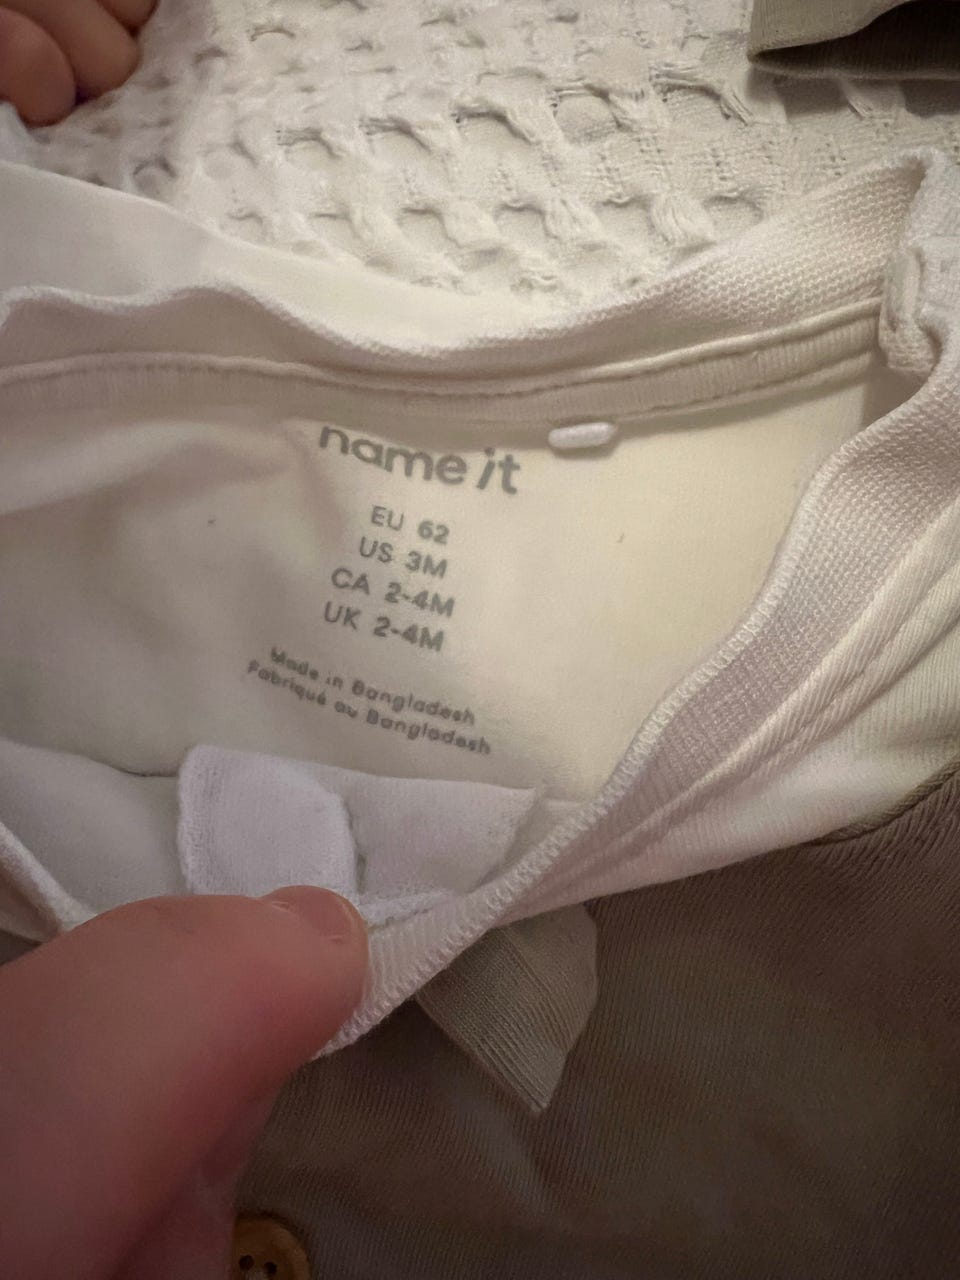 name it
EU 62
US 3M
CA 2-4M
UK 2-4M
Made in Bangladesh
Fabriqué au Bangladesh